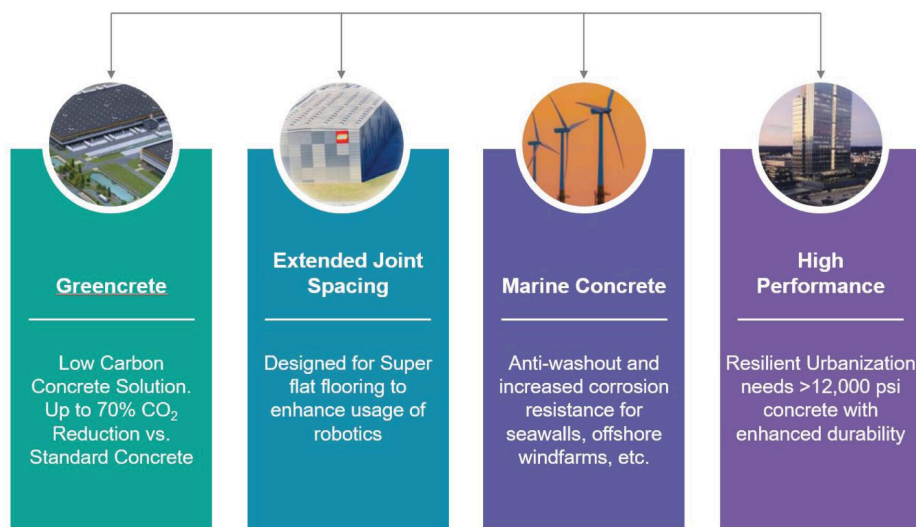 Greencrete
Low Carbon
Concrete Solution.
Up to 70% CO₂
Reduction vs.
Standard Concrete
Extended Joint
Spacing
Designed for Super
flat flooring to
enhance usage of
robotics
Marine Concrete
Anti-washout and
increased corrosion
resistance for
seawalls, offshore
windfarms, etc.
High
Performance
Resilient Urbanization
needs >12,000 psi
concrete with
enhanced durability